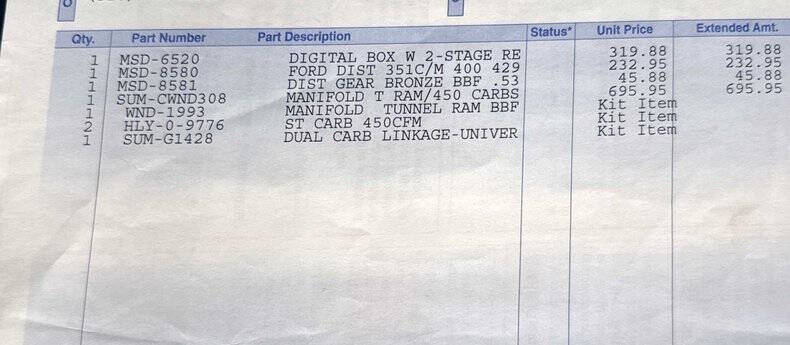 Qty. Part Number Part Description Status* Unit Price Extended Amt.
1 MSD-6520 DIGITAL BOX W 2-STAGE RE 319.88 319.88
1 MSD-8580 FORD DIST 351C/M 400 429 232.95 232.95
1 MSD-8581 DIST GEAR BRONZE BBF .53 45.88 45.88
1 SUM-CWND308 MANIFOLD T RAM/450 CARBS 695.95 695.95
1 WND-1993 MANIFOLD TUNNEL RAM BBF Kit Item
2 HLY-0-9776 ST CARB 450CFM Kit Item
1 SUM-G1428 DUAL CARB LINKAGE-UNIVER Kit Item